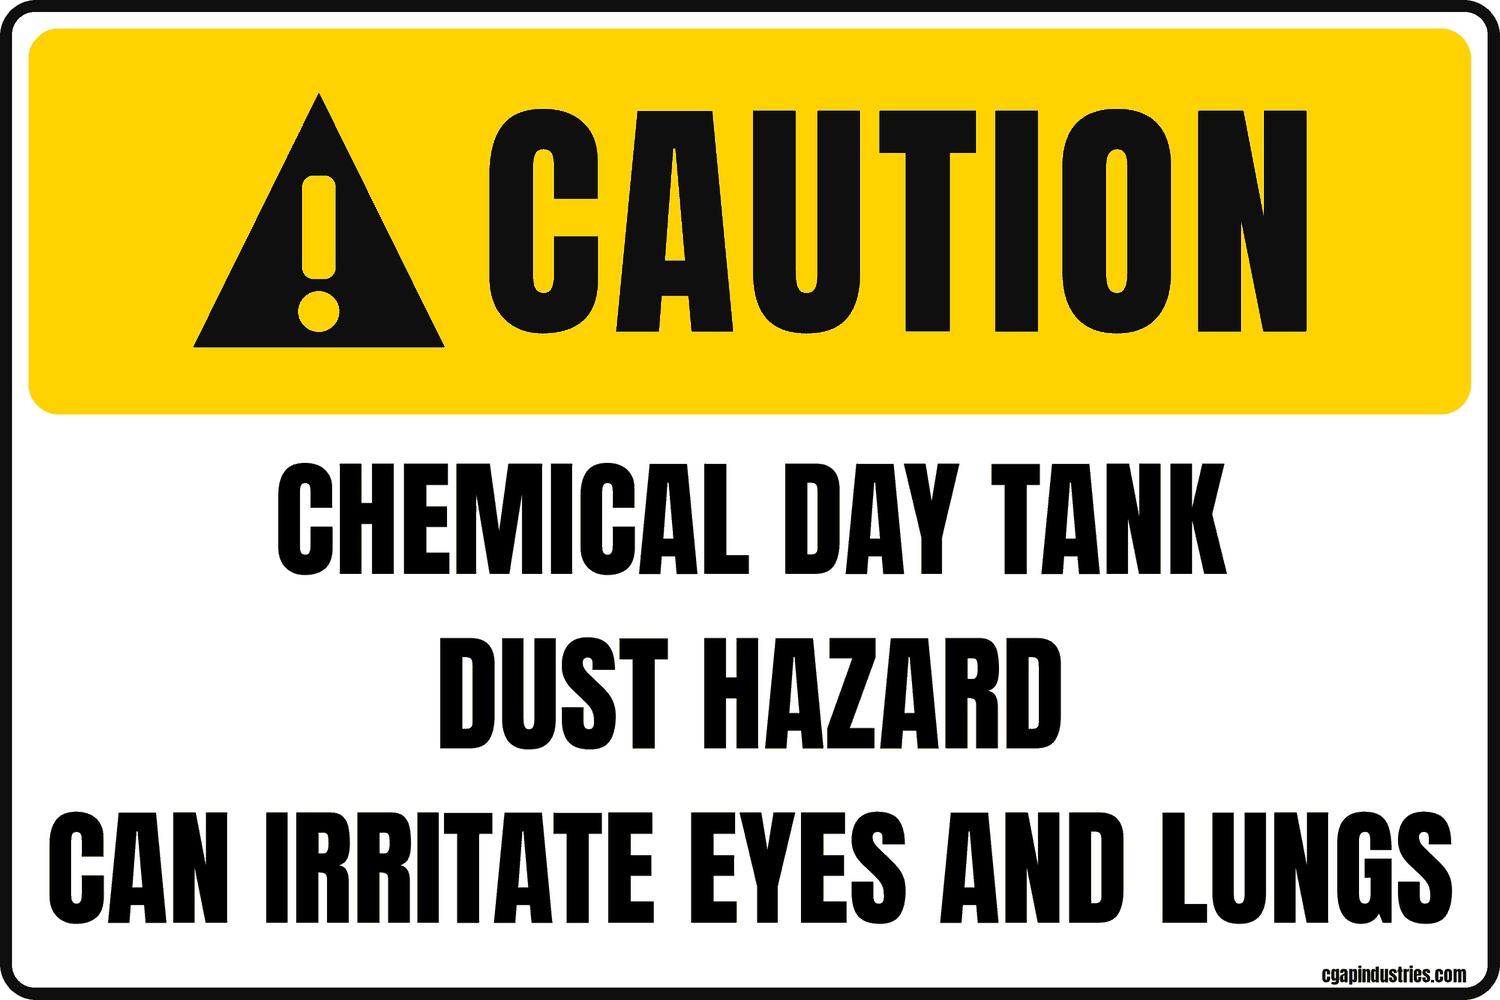 CAUTION
CHEMICAL DAY TANK
DUST HAZARD
CAN IRRITATE EYES AND LUNGS
cgapindustries.com